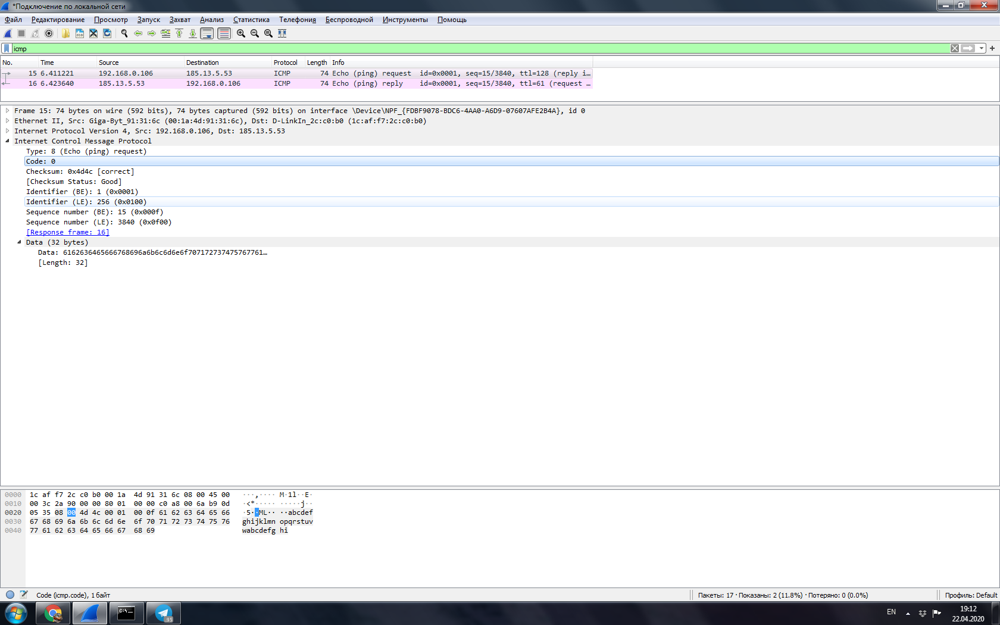 *Подключение по локальной сети
Файл Редактирование Просмотр Запуск Захват Анализ Статистика Телефония Беспроводной Инструменты Помощь
icmp
No. Time Source Destination Protocol Length Info
15 6.411221 192.168.0.106 185.13.5.53 ICMP 74 Echo (ping) request id=0x0001, seq=15/3840, ttl=128 (reply i…
16 6.423640 185.13.5.53 192.168.0.106 ICMP 74 Echo (ping) reply id=0x0001, seq=15/3840, ttl=61 (request …
Frame 15: 74 bytes on wire (592 bits), 74 bytes captured (592 bits) on interface \Device\NPF_{FDBF9078-BDC6-4AA0-A6D9-07607AFE2B4A}, id 0
Ethernet II, Src: Giga-Byt_91:31:6c (00:1a:4d:91:31:6c), Dst: D-LinkIn_2c:c0:b0 (1c:af:f7:2c:c0:b0)
Internet Protocol Version 4, Src: 192.168.0.106, Dst: 185.13.5.53
Internet Control Message Protocol
Type: 8 (Echo (ping) request)
Code: 0
Checksum: 0x4d4c [correct]
[Checksum Status: Good]
Identifier (BE): 1 (0x0001)
Identifier (LE): 256 (0x0100)
Sequence number (BE): 15 (0x000f)
Sequence number (LE): 3840 (0x0f00)
[Response frame: 16]
Data (32 bytes)
Data: 6162636465666768696a6b6c6d6e6f707172737475767761…
[Length: 32]
0000 1c af f7 2c c0 b0 00 1a 4d 91 31 6c 08 00 45 00 ···,···· M·1l··E·
0010 00 3c 2a 90 00 00 80 01 00 00 c0 a8 00 6a b9 0d ·<*····· ·····j··
0020 05 35 08 00 4d 4c 00 01 00 0f 61 62 63 64 65 66 ·5··ML·· ··abcdef
0030 67 68 69 6a 6b 6c 6d 6e 6f 70 71 72 73 74 75 76 ghijklmn opqrstuv
0040 77 61 62 63 64 65 66 67 68 69 wabcdefg hi
Code (icmp.code), 1 байт Пакеты: 17 · Показаны: 2 (11.8%) · Потеряно: 0 (0.0%) Профиль: Default
C:\_
95
EN
19:12
22.04.2020